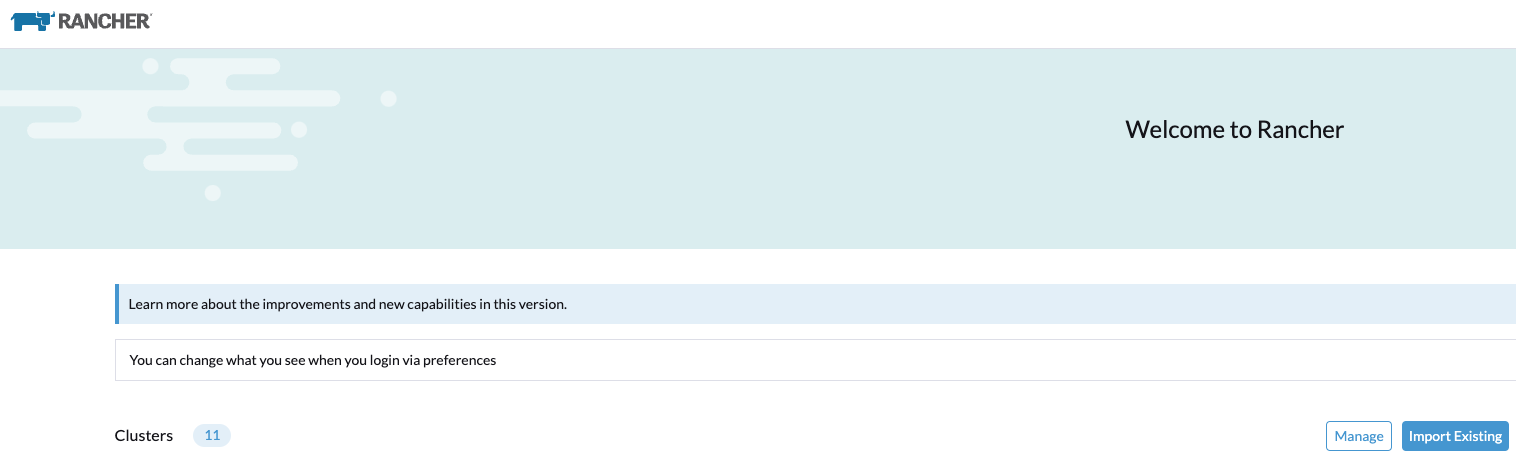 RANCHER
Welcome to Rancher
Learn more about the improvements and new capabilities in this version.
You can change what you see when you login via preferences
Clusters 11 Manage Import Existing